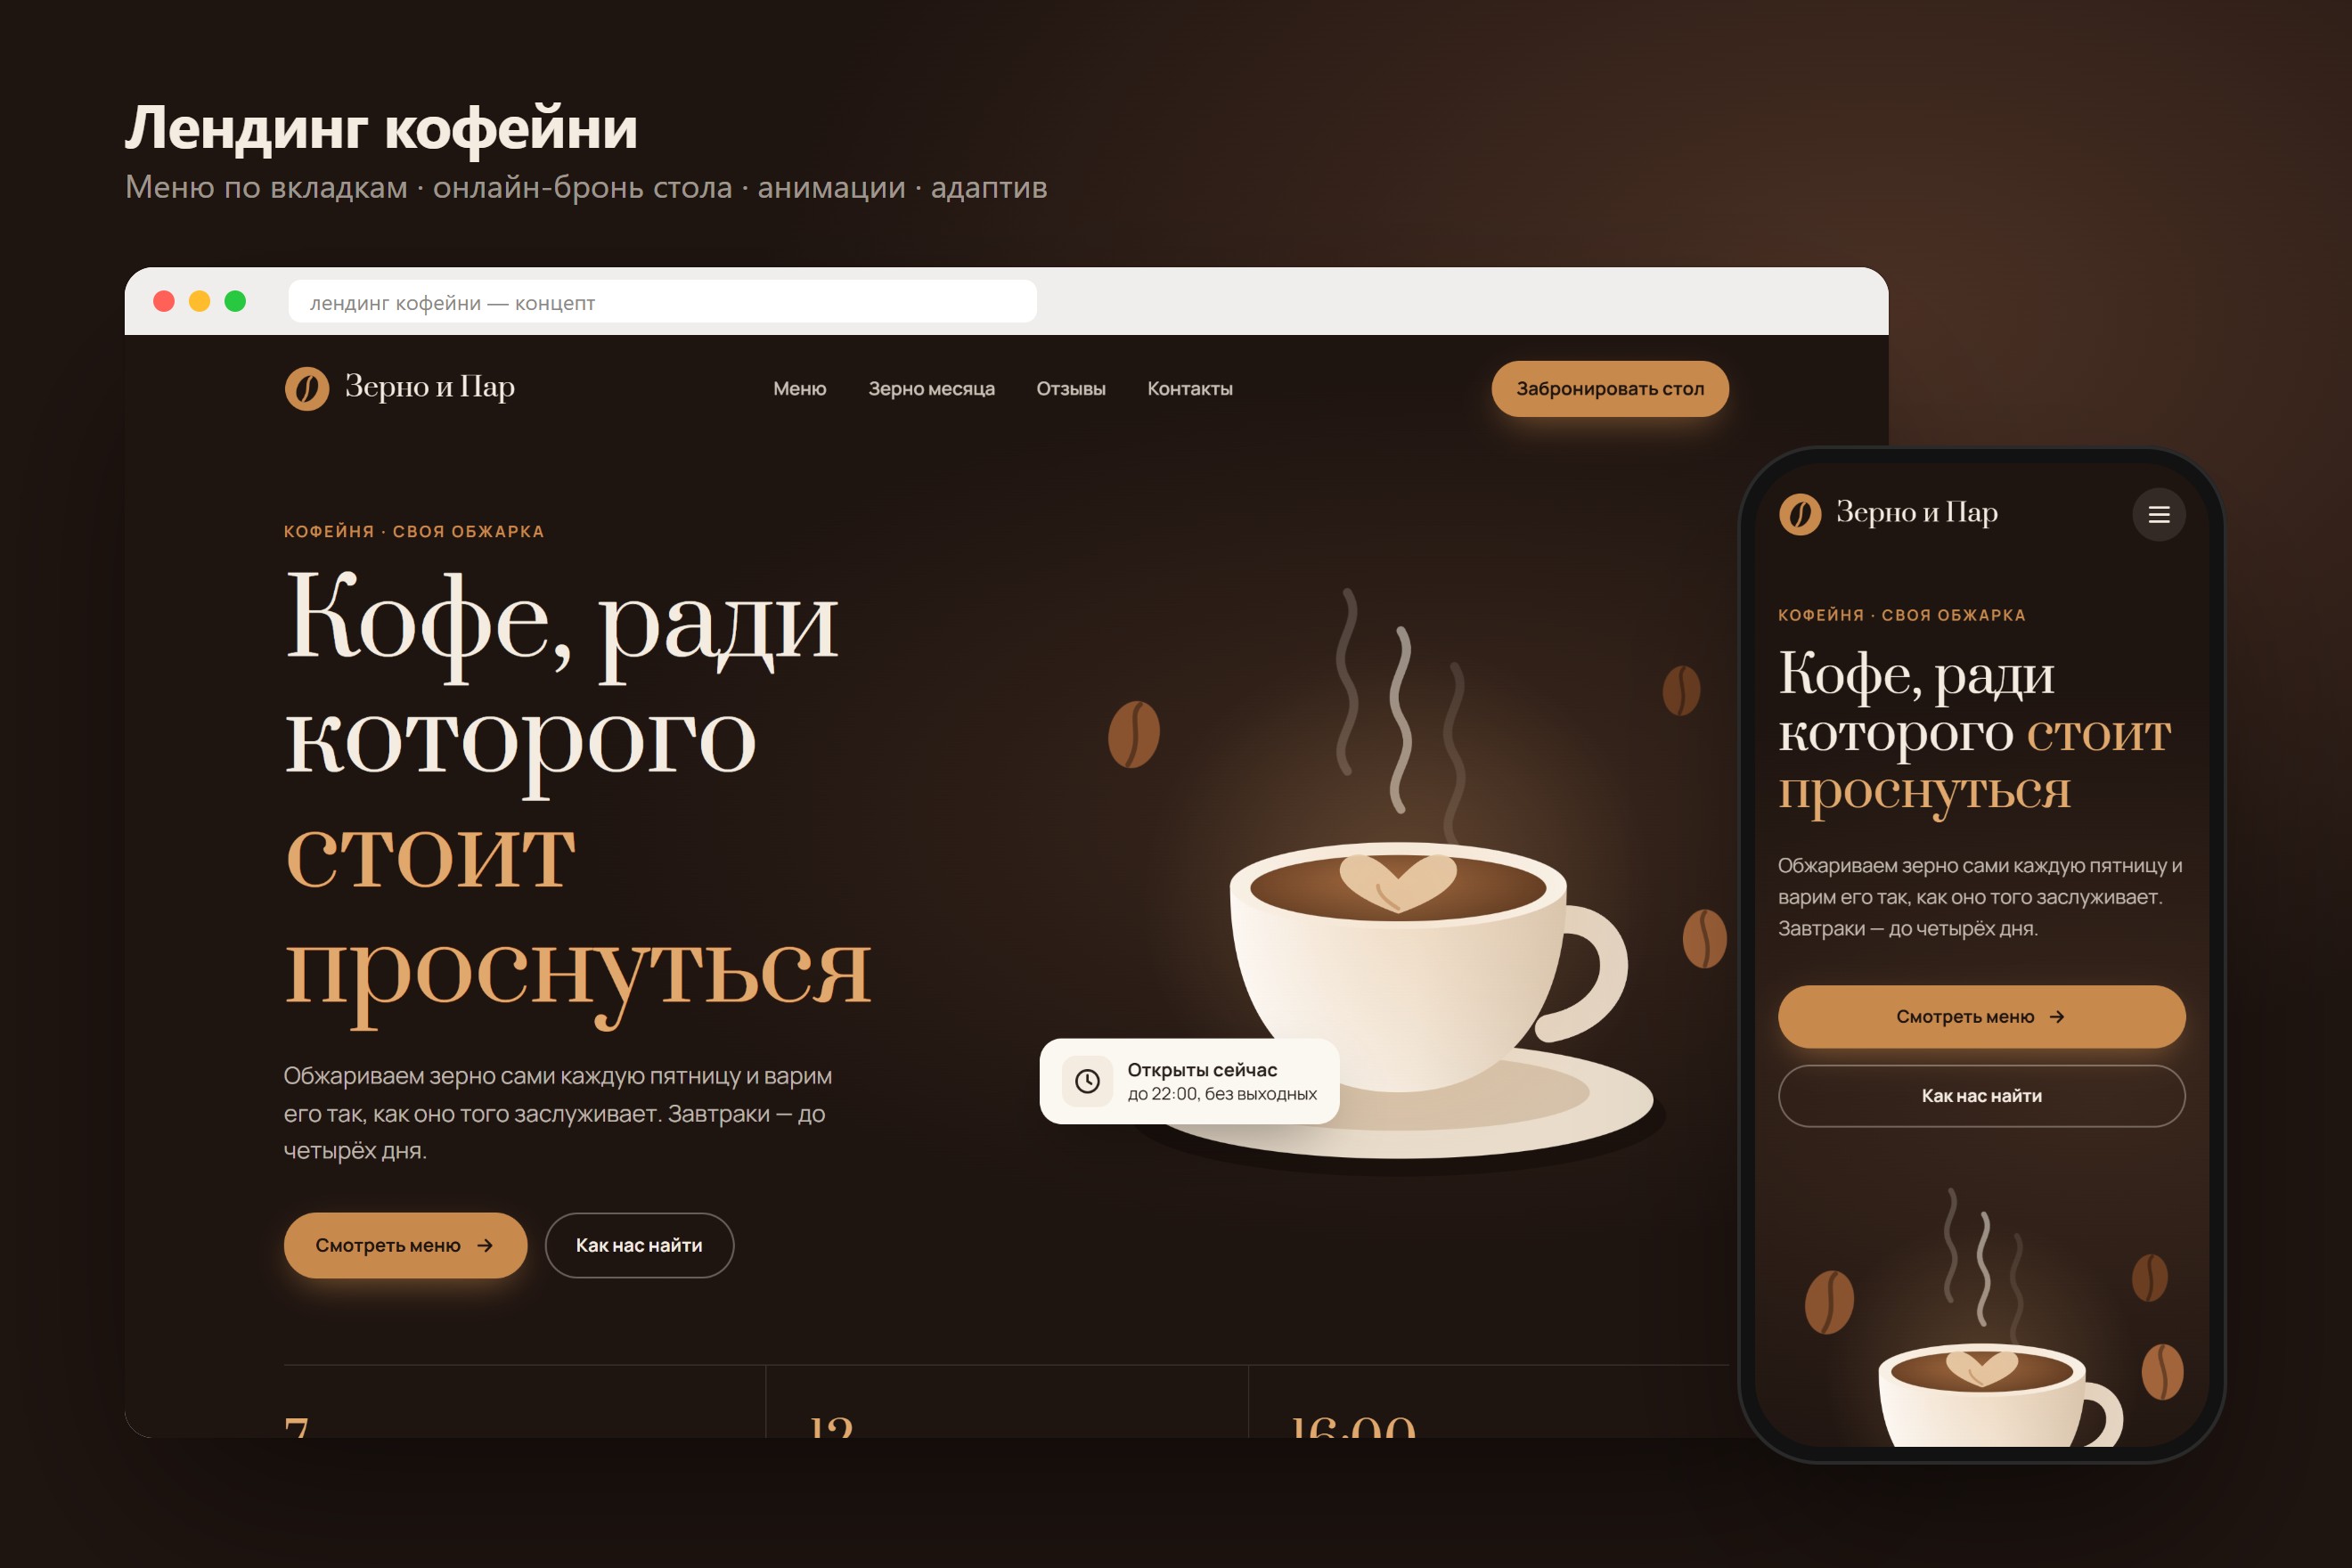 Лендинг кофейни
Меню по вкладкам · онлайн-бронь стола · анимации · адаптив
лендинг кофейни — концепт
Зерно и Пар
Меню
Зерно месяца
Отзывы
Контакты
Забронировать стол
КОФЕЙНЯ · СВОЯ ОБЖАРКА
Кофе, ради
которого
стоит
проснуться
Обжариваем зерно сами каждую пятницу и варим
его так, как оно того заслуживает. Завтраки — до
четырёх дня.
Смотреть меню →
Как нас найти
Открыты сейчас
до 22:00, без выходных
7
12
16:00
Зерно и Пар
КОФЕЙНЯ · СВОЯ ОБЖАРКА
Кофе, ради
которого стоит
проснуться
Обжариваем зерно сами каждую пятницу и
варим его так, как оно того заслуживает.
Завтраки — до четырёх дня.
Смотреть меню →
Как нас найти